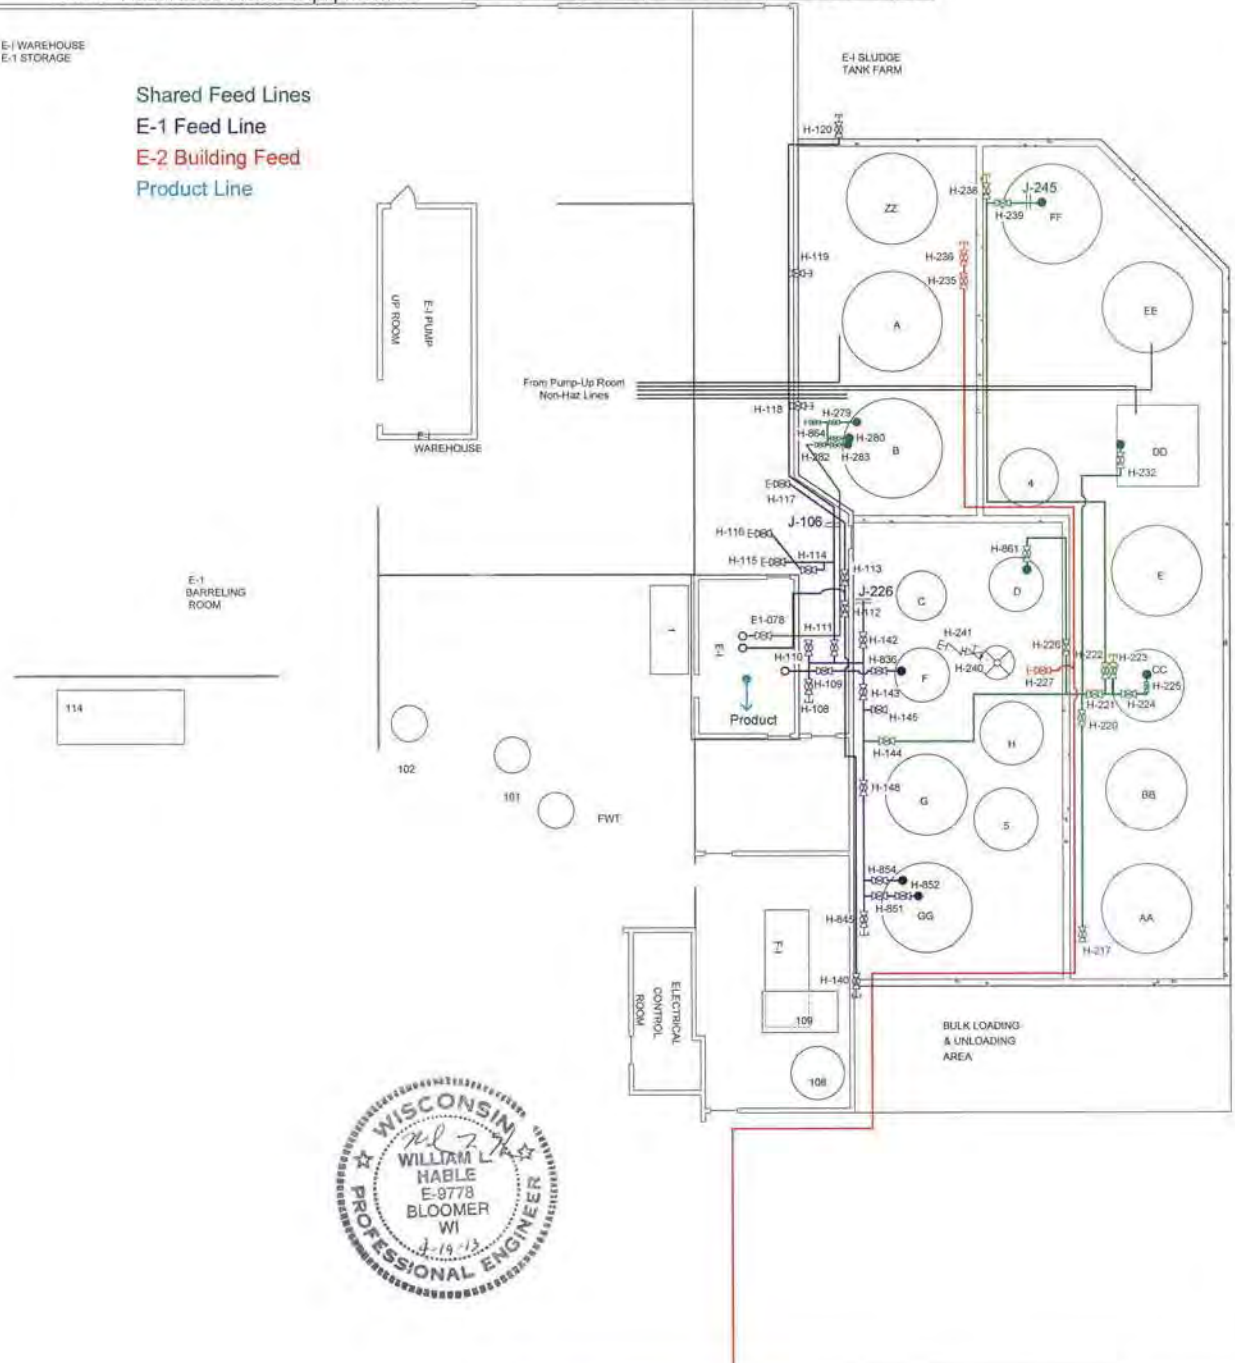 E-I WAREHOUSE
E-1 STORAGE
E-I SLUDGE
TANK FARM
Shared Feed Lines
E-1 Feed Line
E-2 Building Feed
Product Line
H-120
ZZ
H-238
J-245
H-239
FF
H-119
H-236
H-235
A
EE
E-I PUMP
UP ROOM
From Pump-Up Room
Non-Haz Lines
H-118
H-279
H-864
H-280
H-282
H-283
B
E-I
WAREHOUSE
DD
H-232
4
H-117
J-106
H-116
H-115
H-114
H-113
H-861
D
E
E-1
BARRELING
ROOM
C
J-226
H-112
1
E1-078
H-111
H-142
H-241
H-240
H-226
H-222
H-223
E-I
H-110
H-836
F
H-227
CC
H-225
H-109
H-143
H-221
H-224
H-108
H-145
H-220
Product
114
H-144
H
102
101
H-148
G
BB
FWT
5
H-854
H-852
H-851
H-845
GG
AA
H-217
F-I
H-140
ELECTRICAL
CONTROL
ROOM
109
BULK LOADING
& UNLOADING
AREA
108
WISCONSIN
WILLIAM L.
HABLE
E-9778
BLOOMER
WI
PROFESSIONAL ENGINEER